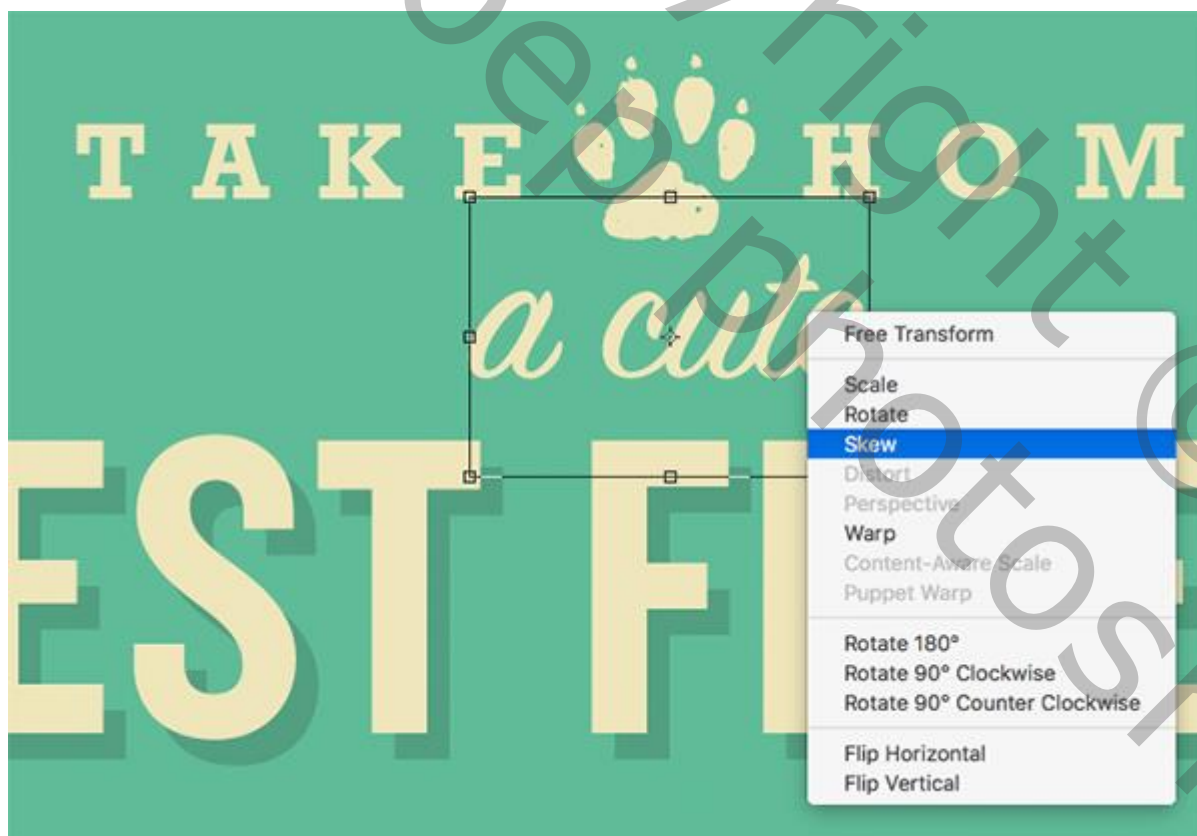 TAKE HOM
a cute
Free Transform
Scale
Rotate
Skew
Distort
Perspective
Warp
Content-Aware Scale
Puppet Warp
EST F
Rotate 180°
Rotate 90° Clockwise
Rotate 90° Counter Clockwise
Flip Horizontal
Flip Vertical